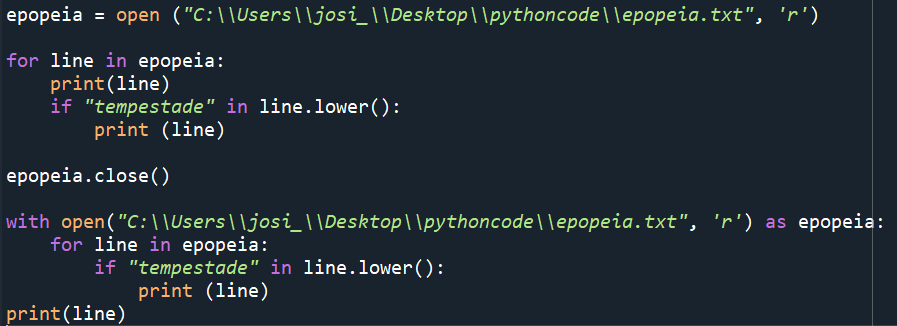 epopeia = open ("C:\\Users\\josi_\\Desktop\\pythoncode\\epopeia.txt", 'r')
for line in epopeia:
    print(line)
    if "tempestade" in line.lower():
        print (line)
epopeia.close()
with open("C:\\Users\\josi_\\Desktop\\pythoncode\\epopeia.txt", 'r') as epopeia:
    for line in epopeia:
        if "tempestade" in line.lower():
            print (line)
print(line)